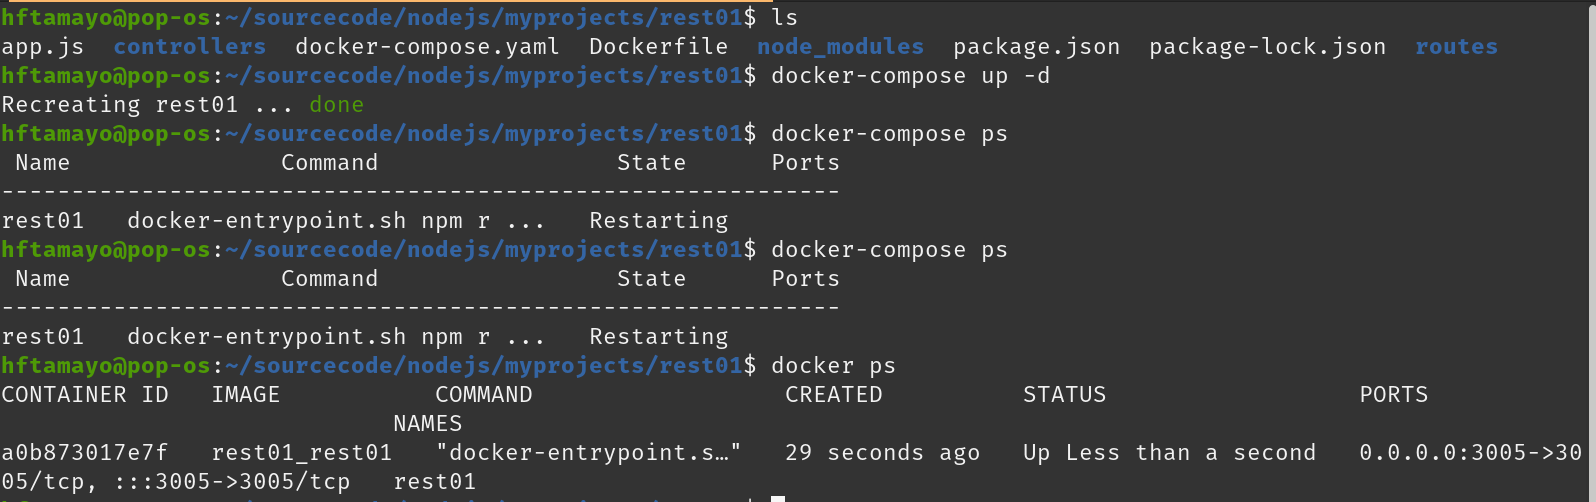 hftamayo@pop-os:~/sourcecode/nodejs/myprojects/rest01$ ls
app.js  controllers  docker-compose.yaml  Dockerfile  node_modules  package.json  package-lock.json  routes
hftamayo@pop-os:~/sourcecode/nodejs/myprojects/rest01$ docker-compose up -d
Recreating rest01 ... done
hftamayo@pop-os:~/sourcecode/nodejs/myprojects/rest01$ docker-compose ps
 Name               Command                 State      Ports
------------------------------------------------------------
rest01   docker-entrypoint.sh npm r ...   Restarting
hftamayo@pop-os:~/sourcecode/nodejs/myprojects/rest01$ docker-compose ps
 Name               Command                 State      Ports
------------------------------------------------------------
rest01   docker-entrypoint.sh npm r ...   Restarting
hftamayo@pop-os:~/sourcecode/nodejs/myprojects/rest01$ docker ps
CONTAINER ID   IMAGE           COMMAND                  CREATED          STATUS                  PORTS
                            NAMES
a0b873017e7f   rest01_rest01   "docker-entrypoint.s…"   29 seconds ago   Up Less than a second   0.0.0.0:3005->30
05/tcp, :::3005->3005/tcp   rest01